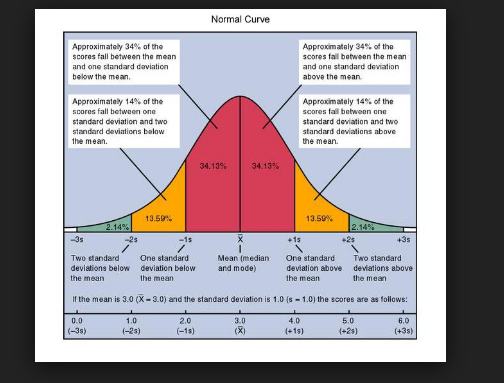 Normal Curve
Approximately 34% of the
scores fall between the mean
and one standard deviation
below the mean.
Approximately 34% of the
scores fall between the mean
and one standard deviation
above the mean.
Approximately 14% of the
scores fall between one
standard deviation and two
standard deviations below
the mean.
Approximately 14% of the
scores fall between one
standard deviation and two
standard deviations above
the mean.
34.13% 34.13%
13.59% 13.59%
2.14% 2.14%
–3s –2s –1s X̅ +1s +2s +3s
Two standard
deviations below
the mean
One standard
deviation below
the mean
Mean (median
and mode)
One standard
deviation above
the mean
Two standard
deviations above
the mean
If the mean is 3.0 (X̅ = 3.0) and the standard deviation is 1.0 (s = 1.0) the scores are as follows:
0.0 1.0 2.0 3.0 4.0 5.0 6.0
(–3s) (–2s) (–1s) (X̅) (+1s) (+2s) (+3s)